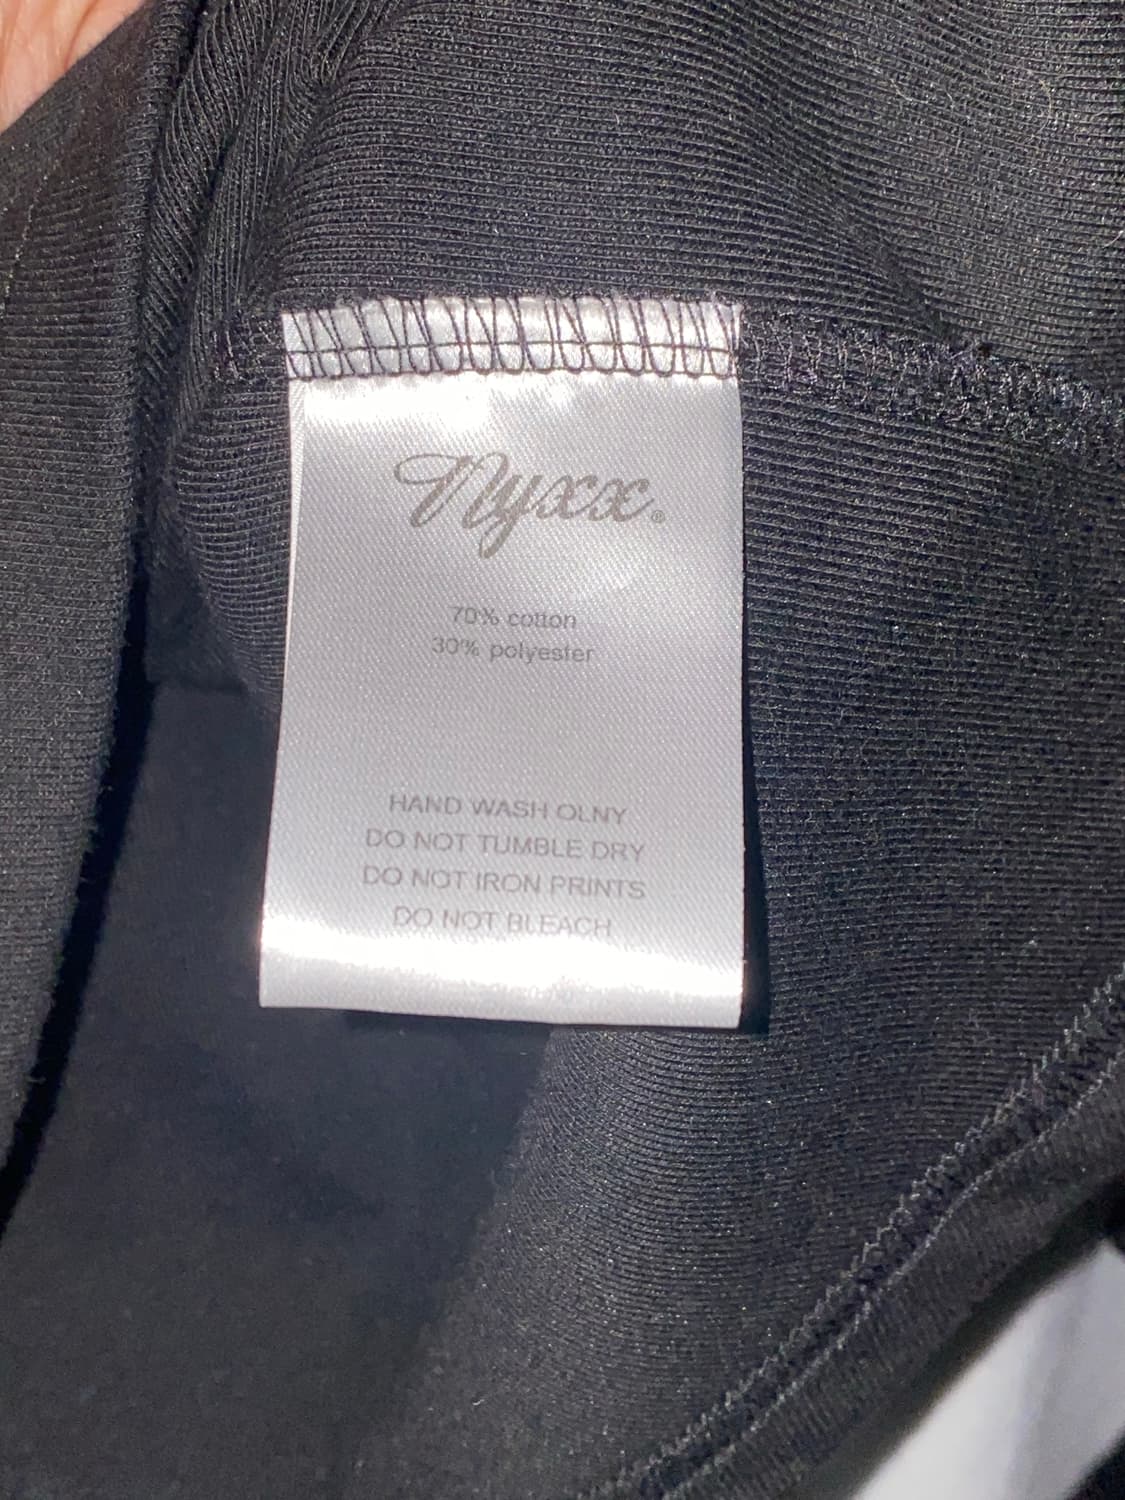 Nyxx®
70% cotton
30% polyester
HAND WASH OLNY
DO NOT TUMBLE DRY
DO NOT IRON PRINTS
DO NOT BLEACH